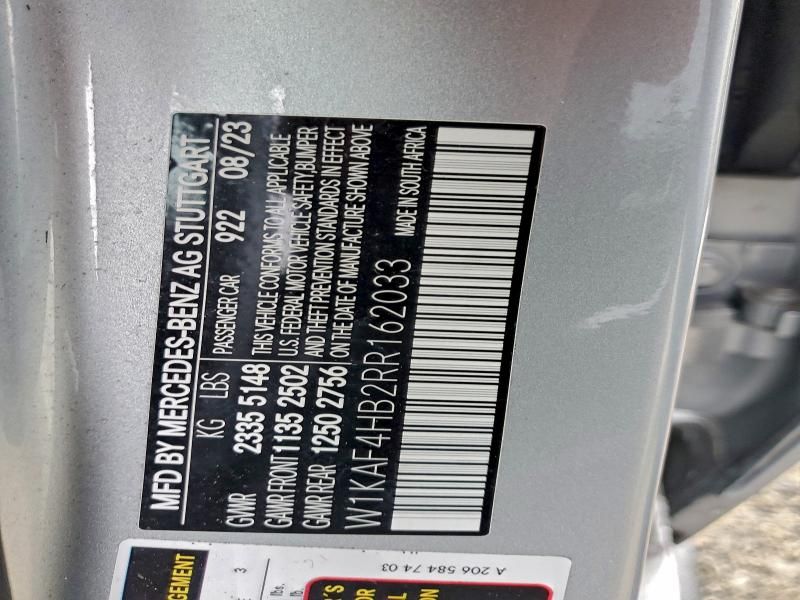 MFD BY MERCEDES-BENZ AG STUTTGART
KG LBS PASSENGER CAR 922 08/23
GVWR 2335 5148
GAWR FRONT 1135 2502
GAWR REAR 1250 2756
THIS VEHICLE CONFORMS TO ALL APPLICABLE
U.S. FEDERAL MOTOR VEHICLE SAFETY, BUMPER
AND THEFT PREVENTION STANDARDS IN EFFECT
ON THE DATE OF MANUFACTURE SHOWN ABOVE
W1KAF4HB2RR162033 MADE IN SOUTH AFRICA
A 206 584 74 03
3
lbs.
lb.